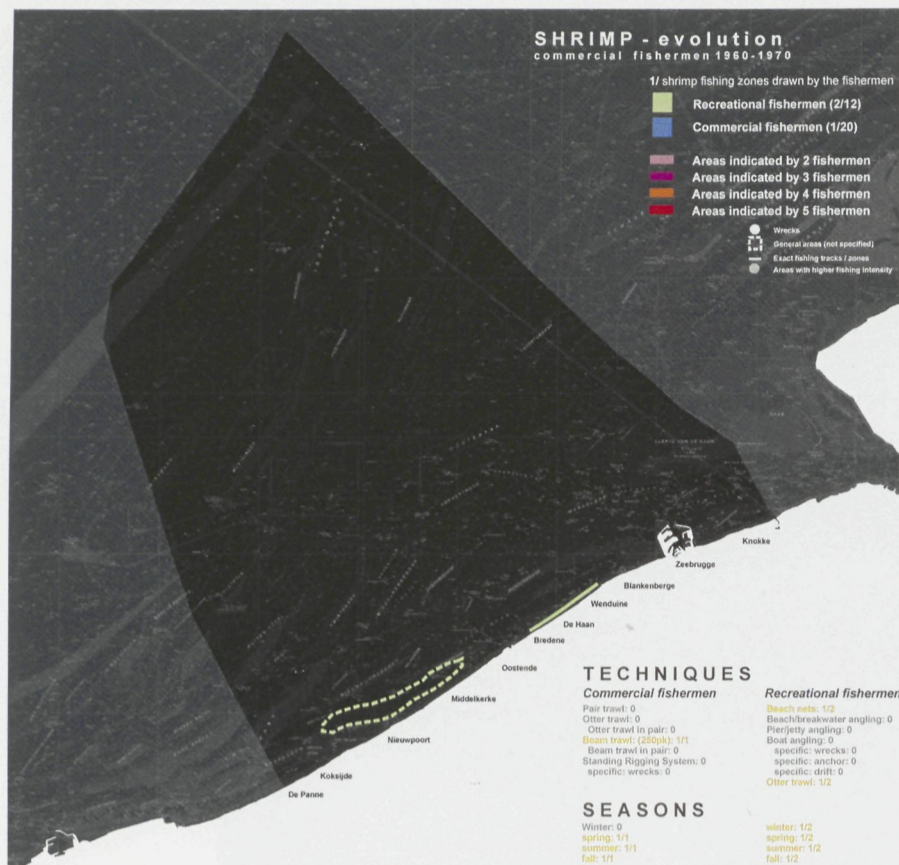 SHRIMP - evolution
commercial fishermen 1960-1970
1/ shrimp fishing zones drawn by the fishermen
Recreational fishermen (2/12)
Commercial fishermen (1/20)
Areas indicated by 2 fishermen
Areas indicated by 3 fishermen
Areas indicated by 4 fishermen
Areas indicated by 5 fishermen
Wrecks
General areas (not specified)
Exact fishing tracks / zones
Areas with higher fishing intensity
Knokke
Zeebrugge
Blankenberge
Wenduine
De Haan
Bredene
Oostende
Middelkerke
Nieuwpoort
Koksijde
De Panne
TECHNIQUES
Commercial fishermen
Pair trawl: 0
Otter trawl: 0
Otter trawl in pair: 0
Beam trawl: (250pk): 1/1
Beam trawl in pair: 0
Standing Rigging System: 0
specific: wrecks: 0
Recreational fishermen
Beach nets: 1/2
Beach/breakwater angling: 0
Pier/jetty angling: 0
Boat angling: 0
specific: wrecks: 0
specific: anchor: 0
specific: drift: 0
Otter trawl: 1/2
SEASONS
Winter: 0
spring: 1/1
summer: 1/1
fall: 1/1
winter: 1/2
spring: 1/2
summer: 1/2
fall: 1/2